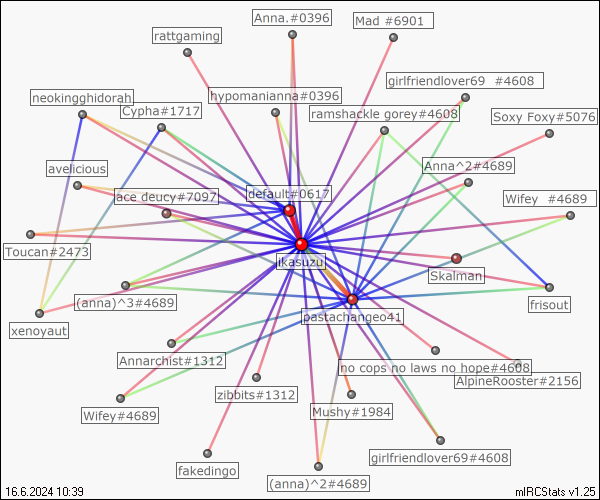 Anna.#0396
Mad #6901
rattgaming
girlfriendlover69 #4608
neokingghidorah
hypomanianna#0396
Cypha#1717
ramshackle gorey#4608
Soxy Foxy#5076
avelicious
Anna^2#4689
ace deucy#7097
default#0617
Wifey #4689
Toucan#2473
ikasuzu
Skalman
(anna)^3#4689
frisout
xenoyaut
pastachangeo41
Annarchist#1312
no cops no laws no hope#4608
AlpineRooster#2156
zibbits#1312
Wifey#4689
Mushy#1984
girlfriendlover69#4608
fakedingo
(anna)^2#4689
16.6.2024 10:39
mIRCStats v1.25